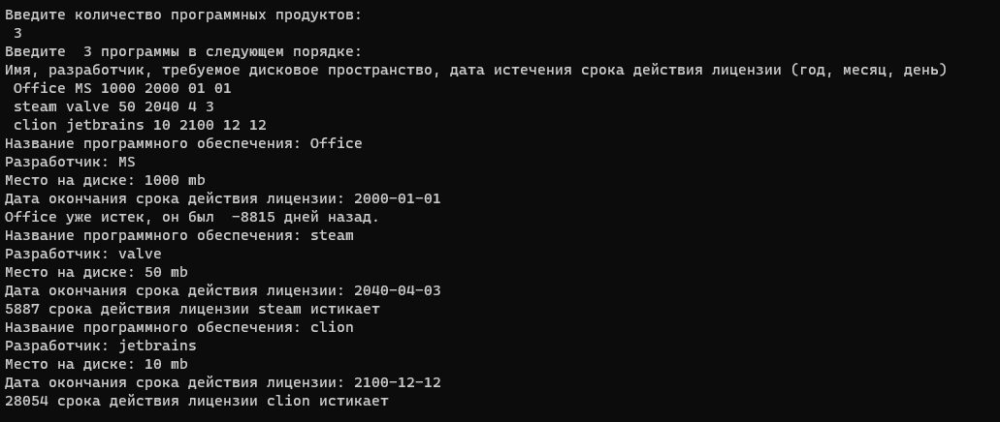 Введите количество программных продуктов:
3
Введите  3 программы в следующем порядке:
Имя, разработчик, требуемое дисковое пространство, дата истечения срока действия лицензии (год, месяц, день)
Office MS 1000 2000 01 01
steam valve 50 2040 4 3
clion jetbrains 10 2100 12 12
Название программного обеспечения: Office
Разработчик: MS
Место на диске: 1000 mb
Дата окончания срока действия лицензии: 2000-01-01
Office уже истек, он был  -8815 дней назад.
Название программного обеспечения: steam
Разработчик: valve
Место на диске: 50 mb
Дата окончания срока действия лицензии: 2040-04-03
5887 срока действия лицензии steam истикает
Название программного обеспечения: clion
Разработчик: jetbrains
Место на диске: 10 mb
Дата окончания срока действия лицензии: 2100-12-12
28054 срока действия лицензии clion истикает